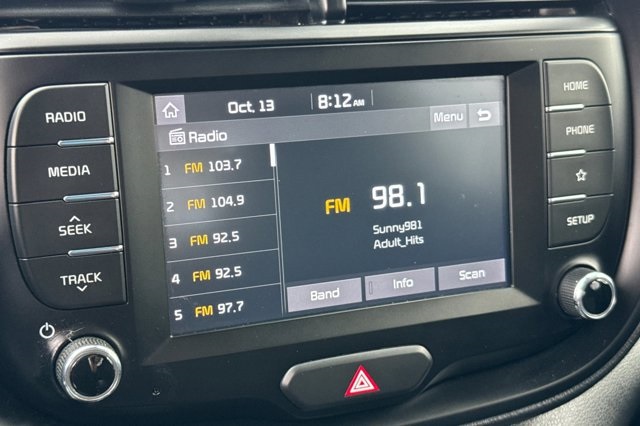 Oct. 13 8:12 AM
Radio Menu
1 FM 103.7
2 FM 104.9
3 FM 92.5
4 FM 92.5
5 FM 97.7
FM 98.1
Sunny981
Adult_Hits
Band Info Scan
RADIO
MEDIA
SEEK
TRACK
HOME
PHONE
SETUP